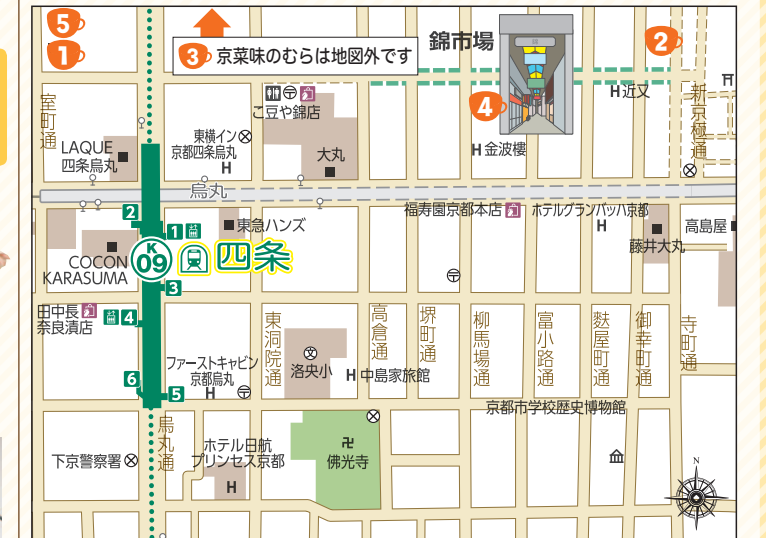 5
1
3 京菜味のむらは地図外です
錦市場
2
4
H 近又
新京極通
室町通
こ豆や錦店
LAQUE
四条烏丸
東横イン
京都四条烏丸
H
大丸
H 金波樓
烏丸
2
1
東急ハンズ
福寿園京都本店
ホテルグランバッハ京都
H
高島屋
藤井大丸
COCON
KARASUMA
K
09
四条
3
田中長
奈良漬店
4
東洞院通
高倉通
堺町通
柳馬場通
富小路通
麩屋町通
御幸町通
寺町通
ファーストキャビン
京都烏丸
H
文
洛央小
H 中島家旅館
6
5
京都市学校歴史博物館
烏丸通
下京警察署
ホテル日航
プリンセス京都
H
卍
佛光寺
N